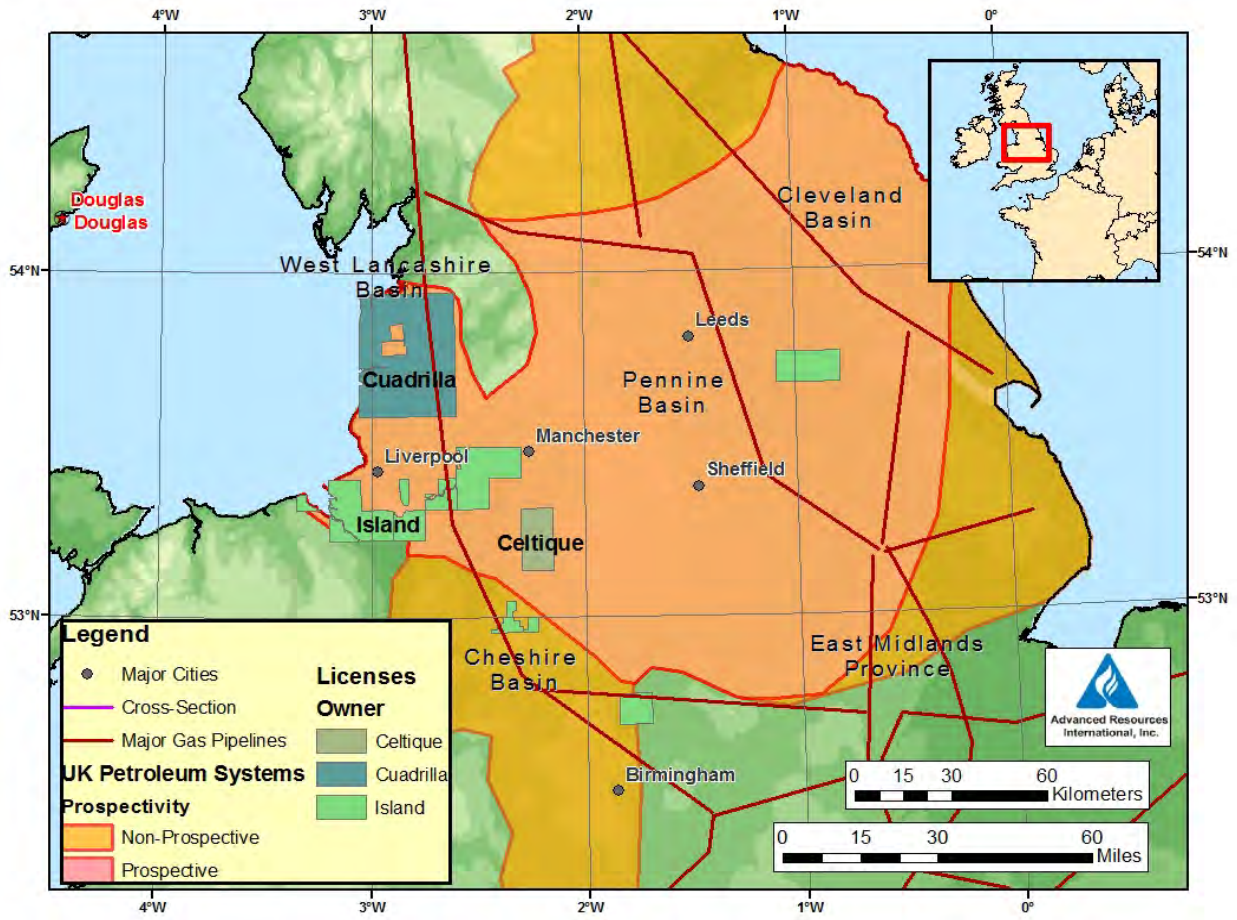 4°W
3°W
2°W
1°W
0°
Douglas
Douglas
Cleveland
Basin
54°N
54°N
West Lancashire
Basin
Leeds
Cuadrilla
Pennine
Basin
Manchester
Liverpool
Sheffield
Island
Celtique
53°N
53°N
East Midlands
Province
Cheshire
Basin
Birmingham
Legend
Major Cities
Cross-Section
Major Gas Pipelines
UK Petroleum Systems
Prospectivity
Non-Prospective
Prospective
Licenses
Owner
Celtique
Cuadrilla
Island
Advanced Resources
International, Inc.
0 15 30 60
Kilometers
0 15 30 60
Miles
4°W
3°W
2°W
1°W
0°